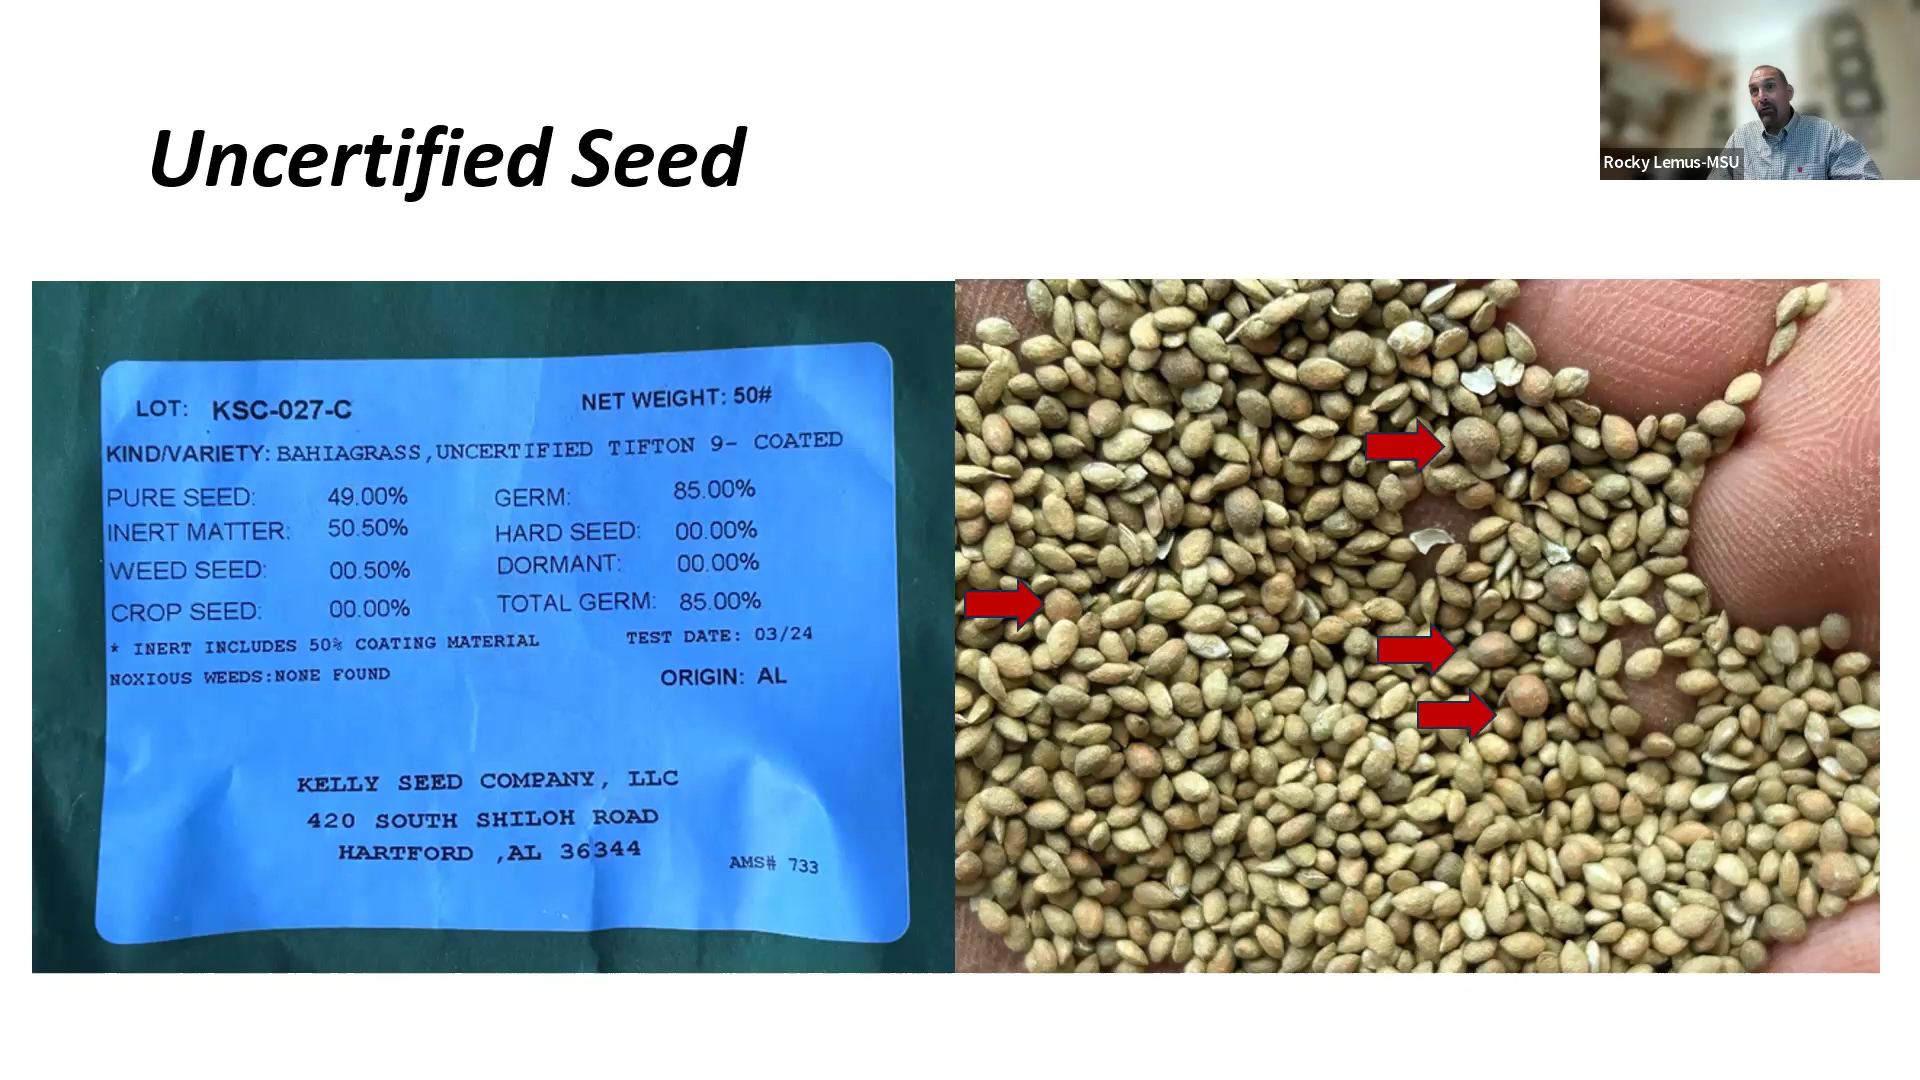 Uncertified Seed
Rocky Lemus-MSU
LOT: KSC-027-C NET WEIGHT: 50#
KIND/VARIETY: BAHIAGRASS,UNCERTIFIED TIFTON 9- COATED
PURE SEED: 49.00% GERM: 85.00%
INERT MATTER: 50.50% HARD SEED: 00.00%
WEED SEED: 00.50% DORMANT: 00.00%
CROP SEED: 00.00% TOTAL GERM: 85.00%
* INERT INCLUDES 50% COATING MATERIAL TEST DATE: 03/24
NOXIOUS WEEDS:NONE FOUND ORIGIN: AL
KELLY SEED COMPANY, LLC
420 SOUTH SHILOH ROAD
HARTFORD ,AL 36344
AMS# 733